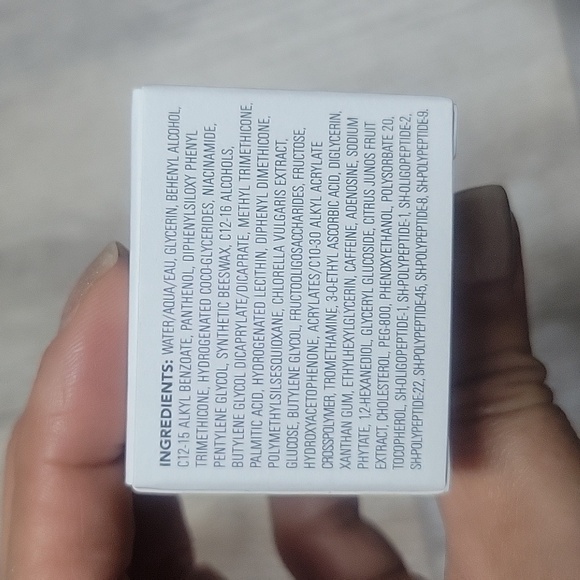 INGREDIENTS: WATER/AQUA/EAU, GLYCERIN, BEHENYL ALCOHOL,
C12-15 ALKYL BENZOATE, PANTHENOL, DIPHENYLSILOXY PHENYL
TRIMETHICONE, HYDROGENATED COCO-GLYCERIDES, NIACINAMIDE,
PENTYLENE GLYCOL, SYNTHETIC BEESWAX, C12-16 ALCOHOLS,
BUTYLENE GLYCOL DICAPRYLATE/DICAPRATE, METHYL TRIMETHICONE,
PALMITIC ACID, HYDROGENATED LECITHIN, DIPHENYL DIMETHICONE,
POLYMETHYLSILSESQUIOXANE, CHLORELLA VULGARIS EXTRACT,
GLUCOSE, BUTYLENE GLYCOL, FRUCTOOLIGOSACCHARIDES, FRUCTOSE,
HYDROXYACETOPHENONE, ACRYLATES/C10-30 ALKYL ACRYLATE
CROSSPOLYMER, TROMETHAMINE, 3-O-ETHYL ASCORBIC ACID, DIGLYCERIN,
XANTHAN GUM, ETHYLHEXYLGLYCERIN, CAFFEINE, ADENOSINE, SODIUM
PHYTATE, 1,2-HEXANEDIOL, GLYCERYL GLUCOSIDE, CITRUS JUNOS FRUIT
EXTRACT, CHOLESTEROL, PEG-800, PHENOXYETHANOL, POLYSORBATE 20,
TOCOPHEROL, SH-OLIGOPEPTIDE-1, SH-POLYPEPTIDE-1, SH-OLIGOPEPTIDE-2,
SH-POLYPEPTIDE-22, SH-POLYPEPTIDE-45, SH-POLYPEPTIDE-8, SH-POLYPEPTIDE-9.